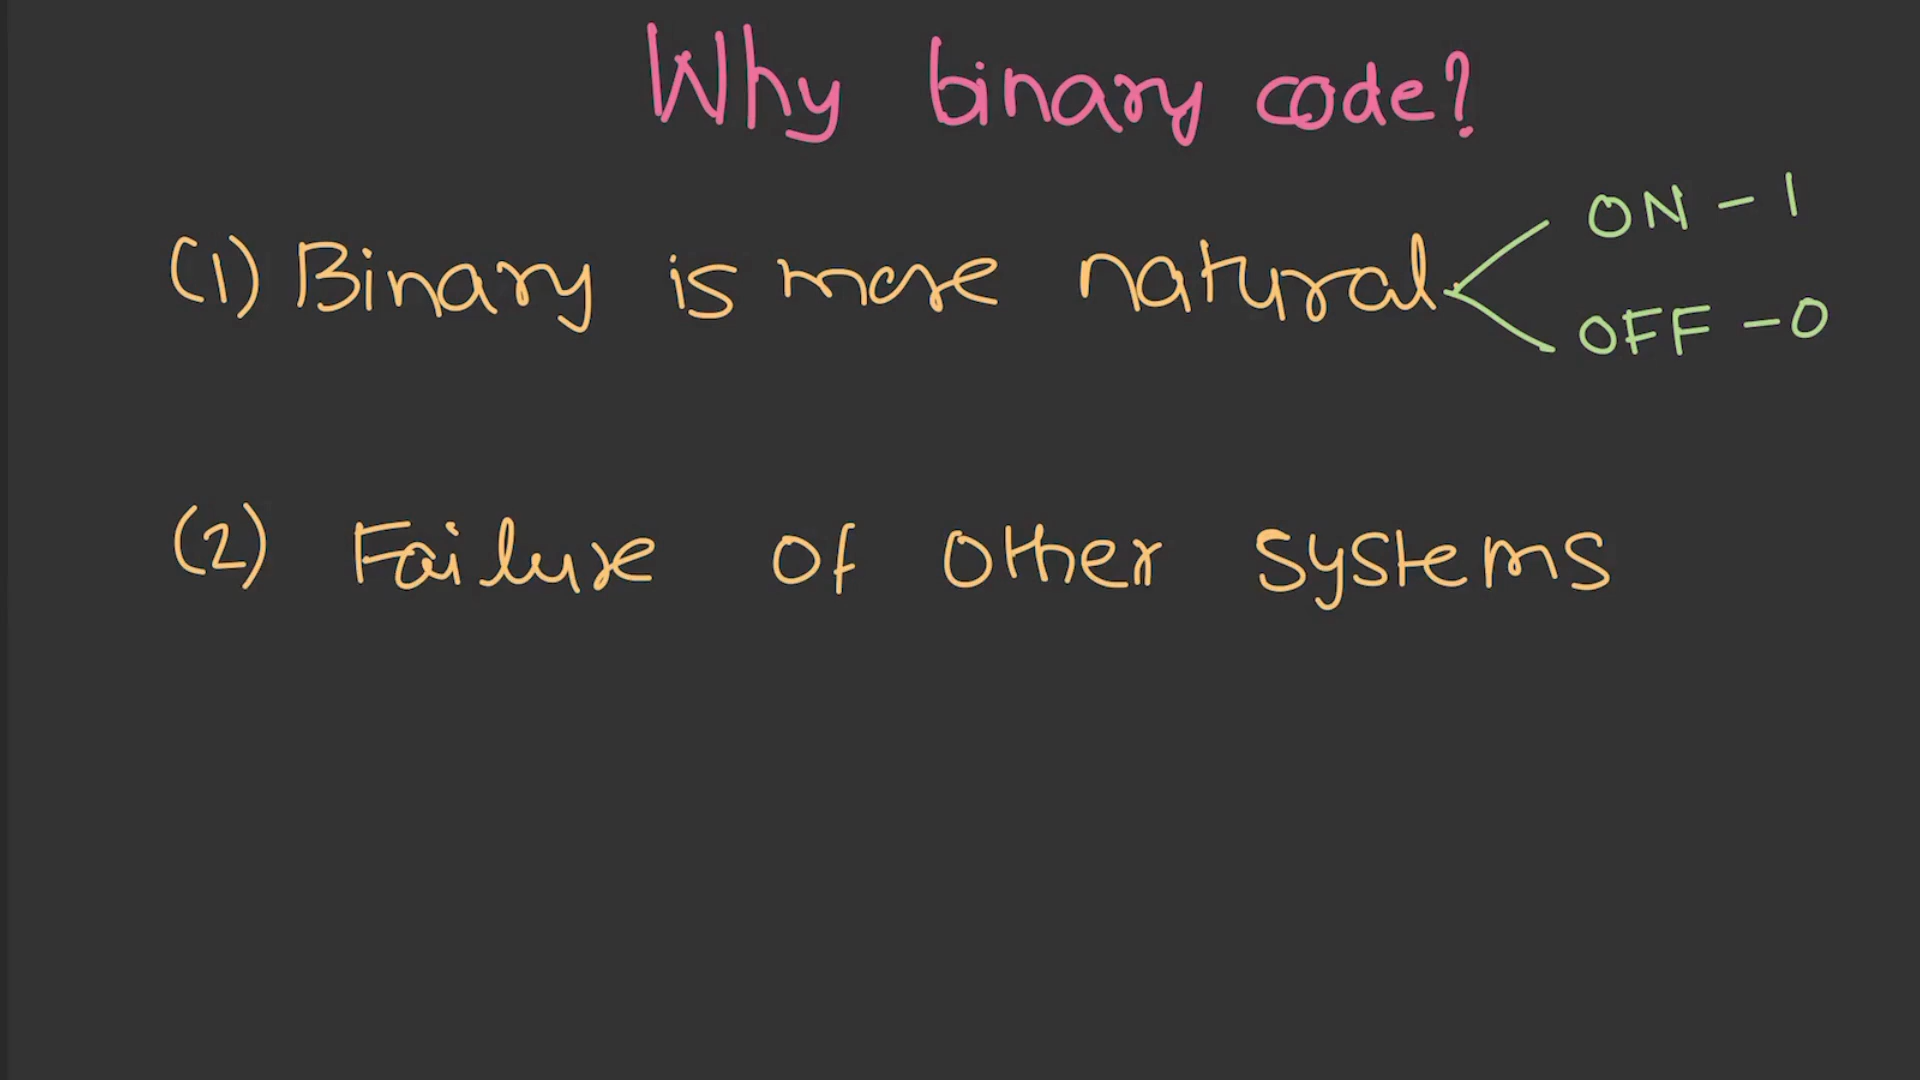 Why binary code?
ON - 1
(1) Binary is more natural
OFF - 0
(2) Failure of other systems